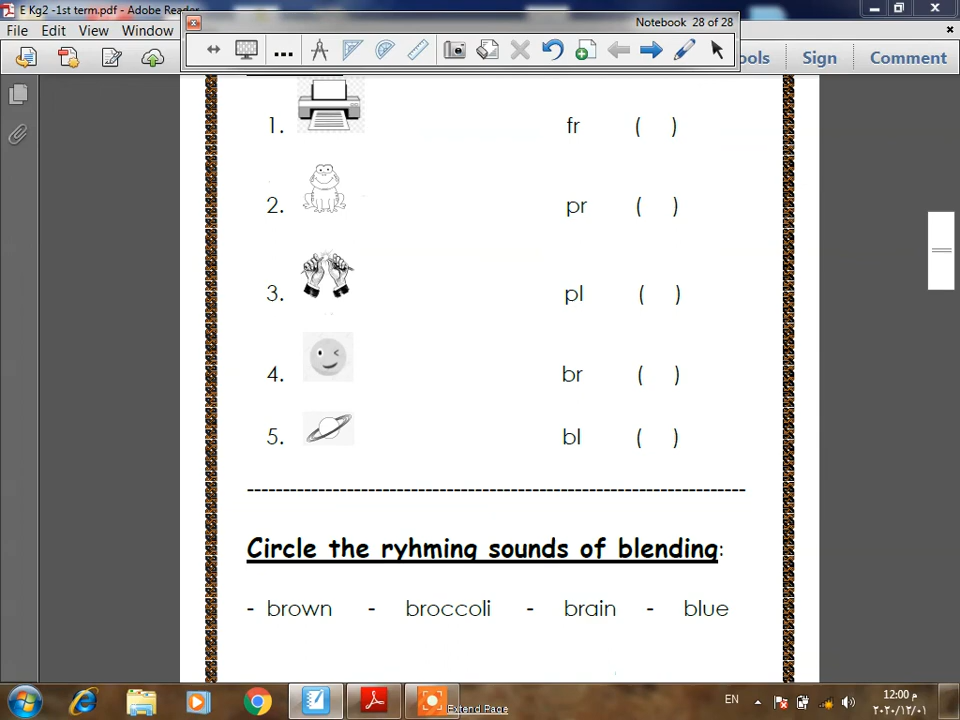 E Kg2 -1st term.pdf - Adobe Reader
Notebook 28 of 28
File Edit View Window
ools Sign Comment
1. fr ( )
2. pr ( )
3. pl ( )
4. br ( )
5. bl ( )
---------------------------------------------------------------------
Circle the ryhming sounds of blending:
- brown - broccoli - brain - blue
EN
12:00 م
٢٠٢٠/١٢/٠١
Extend Page